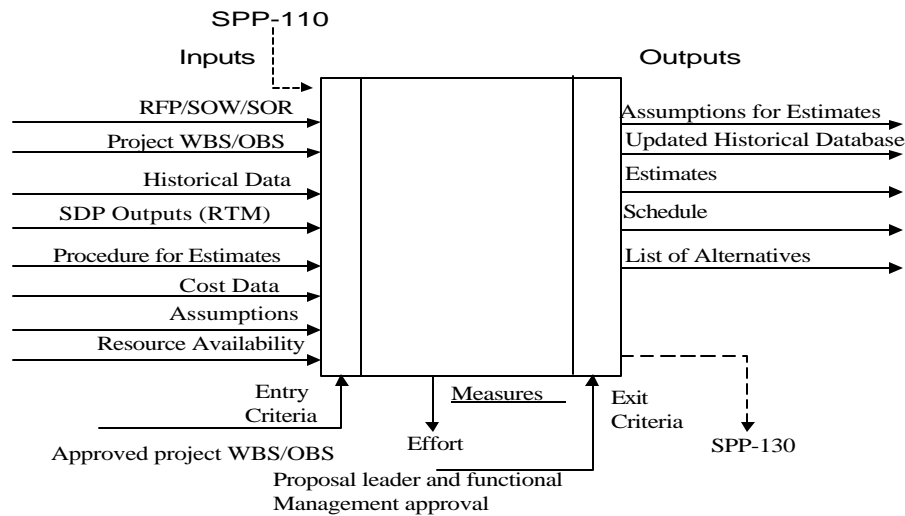 SPP-110
Inputs
Outputs
RFP/SOW/SOR
Project WBS/OBS
Historical Data
SDP Outputs (RTM)
Procedure for Estimates
Cost Data
Assumptions
Resource Availability
Assumptions for Estimates
Updated Historical Database
Estimates
Schedule
List of Alternatives
Entry
Criteria
Approved project WBS/OBS
Measures
Effort
Exit
Criteria
Proposal leader and functional
Management approval
SPP-130